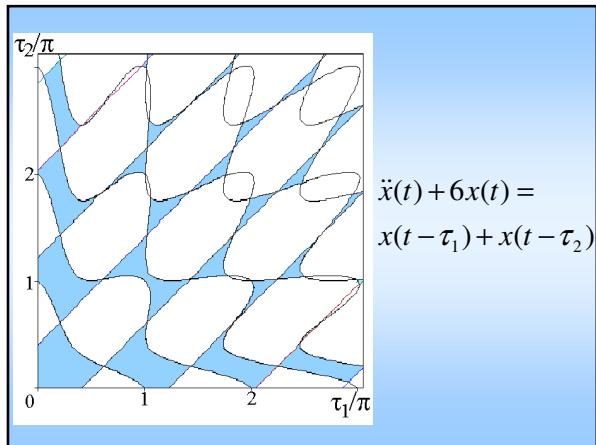 τ₂/π
2
1
0 1 2 τ₁/π
ẍ(t) + 6x(t) =
x(t − τ₁) + x(t − τ₂)